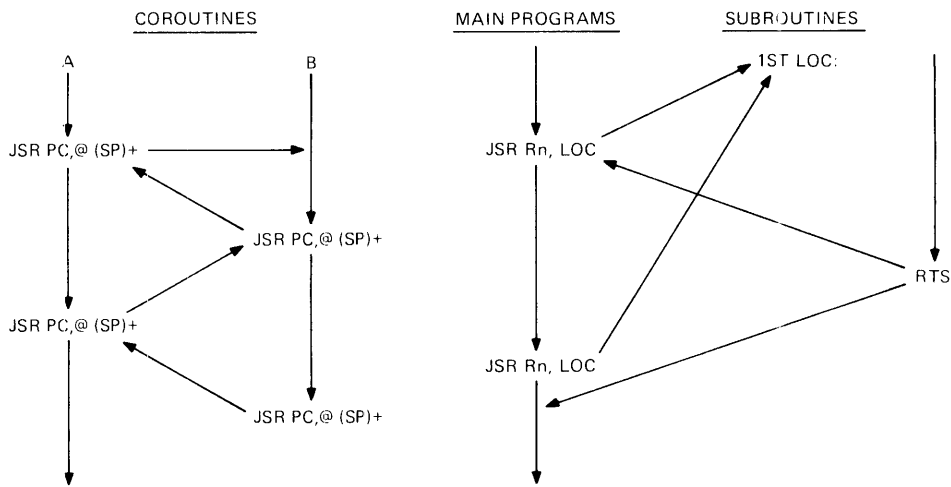 COROUTINES
A
B
JSR PC,@ (SP)+
JSR PC,@ (SP)+
JSR PC,@ (SP)+
JSR PC,@ (SP)+
MAIN PROGRAMS
SUBROUTINES
1ST LOC:
JSR Rn, LOC
RTS
JSR Rn, LOC